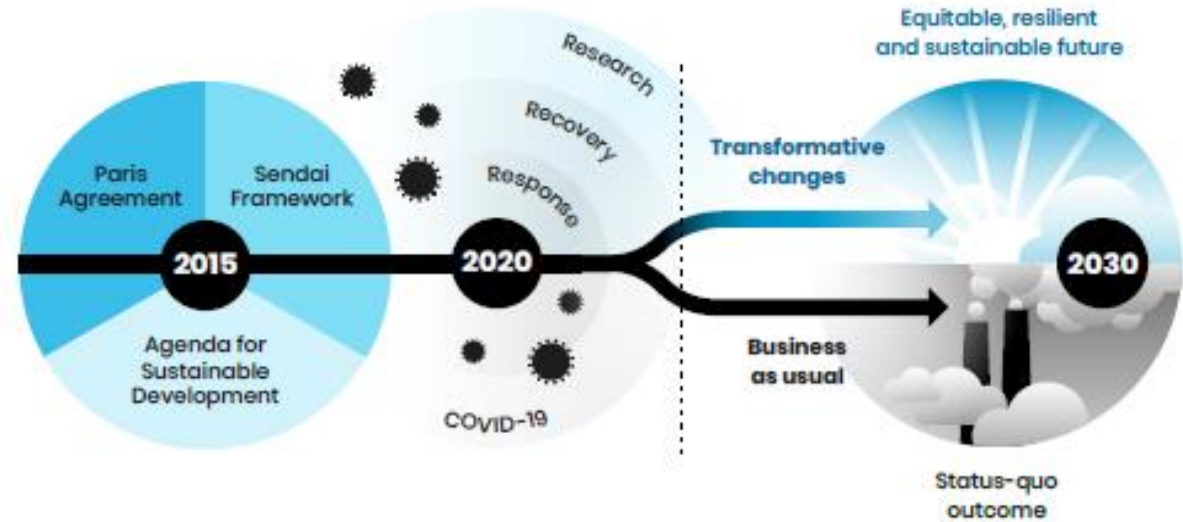 Paris
Agreement
Sendai
Framework
2015
Agenda for
Sustainable
Development
Research
Recovery
Response
2020
COVID-19
Transformative
changes
Business
as usual
Equitable, resilient
and sustainable future
2030
Status-quo
outcome